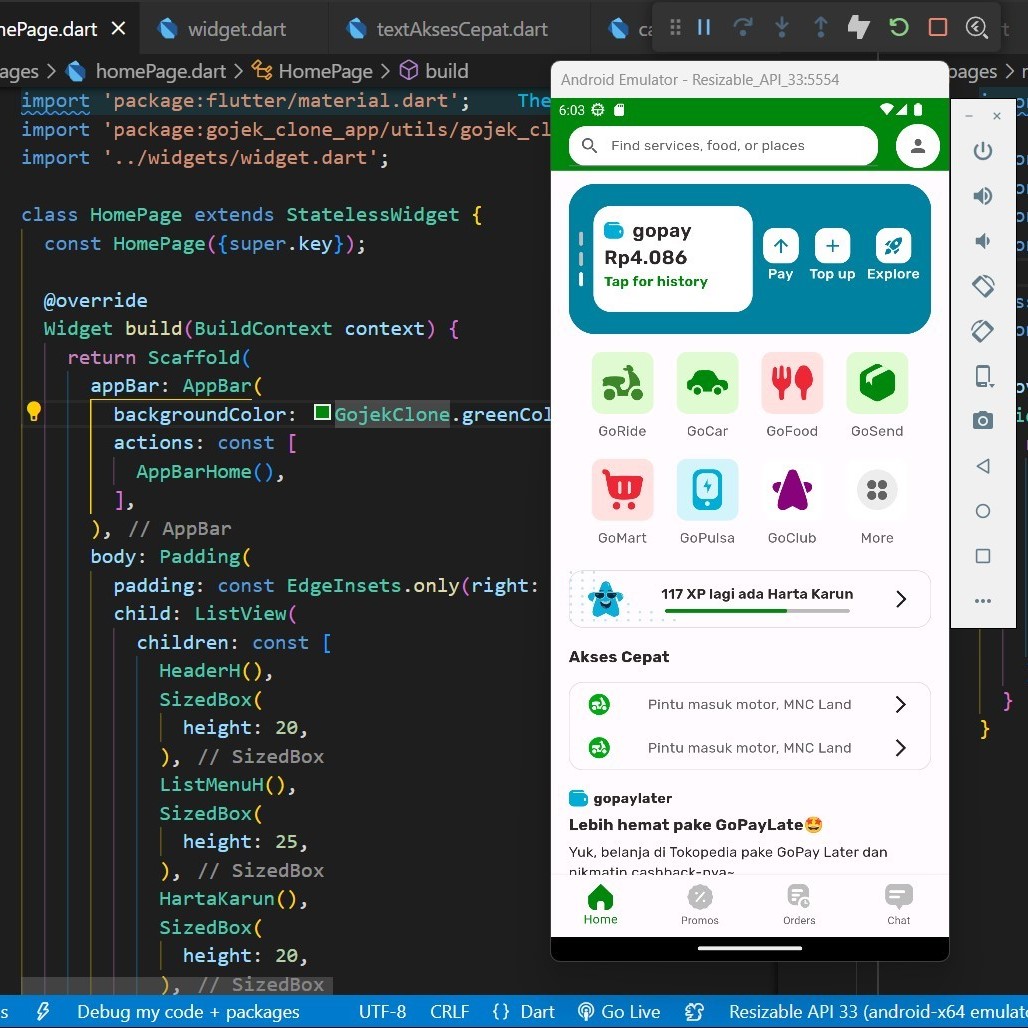 ePage.dart
widget.dart
textAksesCepat.dart
ages > homePage.dart > HomePage > build
import 'package:flutter/material.dart'; The
import 'package:gojek_clone_app/utils/gojek_cl
import '../widgets/widget.dart';
class HomePage extends StatelessWidget {
const HomePage({super.key});
@override
Widget build(BuildContext context) {
return Scaffold(
appBar: AppBar(
backgroundColor: GojekClone.greenCol
actions: const [
AppBarHome(),
],
), // AppBar
body: Padding(
padding: const EdgeInsets.only(right:
child: ListView(
children: const [
HeaderH(),
SizedBox(
height: 20,
), // SizedBox
ListMenuH(),
SizedBox(
height: 25,
), // SizedBox
HartaKarun(),
SizedBox(
height: 20,
), // SizedBox
Android Emulator - Resizable_API_33:5554
6:03
Find services, food, or places
gopay
Rp4.086
Tap for history
Pay
Top up
Explore
GoRide
GoCar
GoFood
GoSend
GoMart
GoPulsa
GoClub
More
117 XP lagi ada Harta Karun
Akses Cepat
Pintu masuk motor, MNC Land
Pintu masuk motor, MNC Land
gopaylater
Lebih hemat pake GoPayLate🤩
Yuk, belanja di Tokopedia pake GoPay Later dan
nikmatin cashback-nya~
Home
Promos
Orders
Chat
pages >
}
}
s
Debug my code + packages
UTF-8
CRLF
{} Dart
Go Live
Resizable API 33 (android-x64 emulato